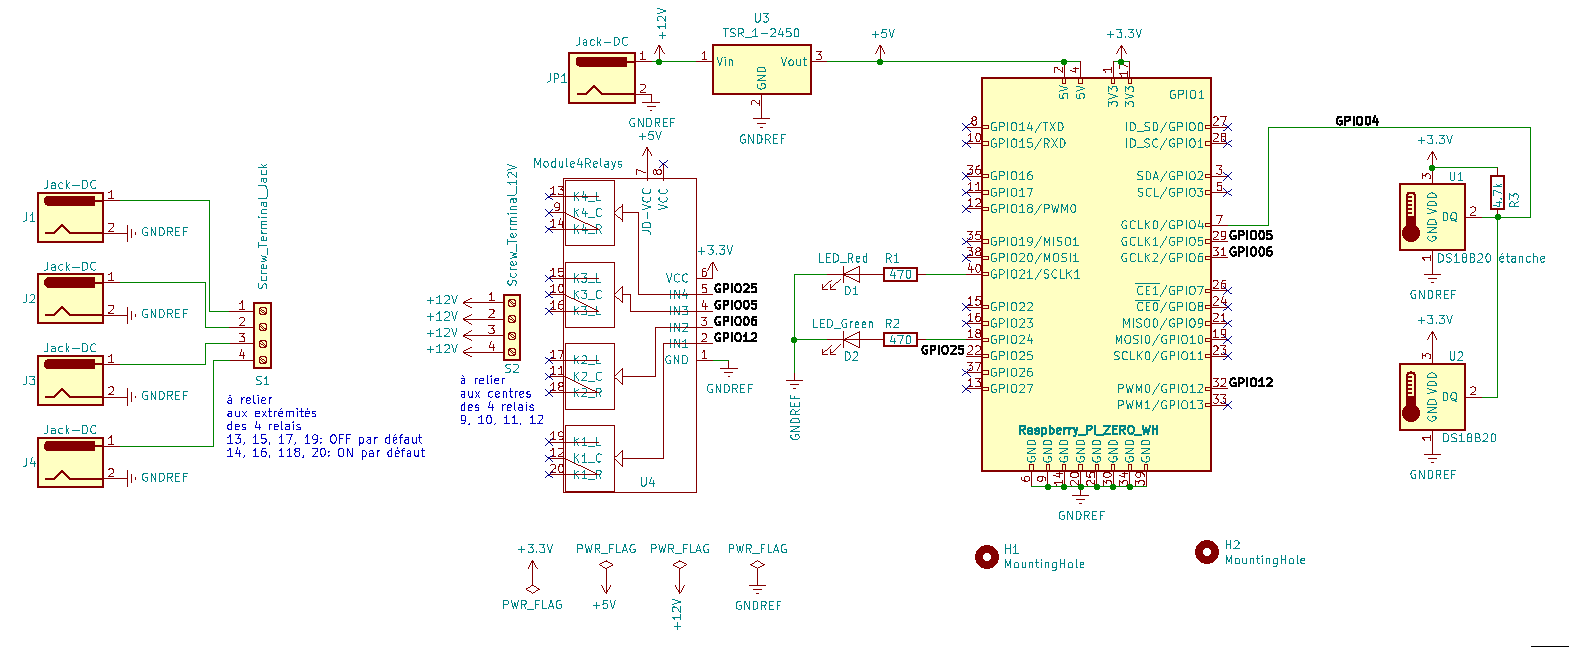 Jack-DC
JP1
1
2
GNDREF
+12V
U3
TSR_1-2450
1
Vin
Vout
3
GND
2
GNDREF
+5V
+3.3V
2
4
1
17
5V
5V
3V3
3V3
GPIO1
8
GPIO14/TXD
10
GPIO15/RXD
36
GPIO16
11
GPIO17
12
GPIO18/PWM0
35
GPIO19/MISO1
38
GPIO20/MOSI1
40
GPIO21/SCLK1
15
GPIO22
16
GPIO23
18
GPIO24
22
GPIO25
37
GPIO26
13
GPIO27
ID_SD/GPIO0
27
ID_SC/GPIO1
28
SDA/GPIO2
3
SCL/GPIO3
5
GCLK0/GPIO4
7
GCLK1/GPIO5
29
GPIO05
GCLK2/GPIO6
31
GPIO06
CE1/GPIO7
26
CE0/GPIO8
24
MISO0/GPIO9
21
MOSI0/GPIO10
19
SCLK0/GPIO11
23
PWM0/GPIO12
32
GPIO12
PWM1/GPIO13
33
Raspberry_PI_ZERO_WH
GND
GND
GND
GND
GND
GND
GND
GND
6
9
14
20
25
30
34
39
GNDREF
GPIO04
+3.3V
3
U1
VDD
GND
DQ
2
4.7k
R3
1
DS18B20 étanche
GNDREF
+3.3V
3
U2
VDD
GND
DQ
2
1
DS18B20
GNDREF
LED_Red
D1
R1
470
LED_Green
D2
R2
470
GPIO25
GNDREF
Jack-DC
J1
1
2
GNDREF
Jack-DC
J2
1
2
GNDREF
Jack-DC
J3
1
2
GNDREF
Jack-DC
J4
1
2
GNDREF
Screw_Terminal_Jack
1
2
3
4
S1
à relier
aux extrémités
des 4 relais
13, 15, 17, 19: OFF par défaut
14, 16, 118, 20: ON par défaut
Screw_Terminal_12V
+12V
1
+12V
2
+12V
3
+12V
4
S2
à relier
aux centres
des 4 relais
9, 10, 11, 12
+5V
Module4Relays
7
8
JD-VCC
VCC
13
K4_L
9
K4_C
14
K4_R
15
K3_L
10
K3_C
16
K3_L
17
K2_L
11
K2_C
18
K2_R
19
K1_L
12
K1_C
20
K1_R
+3.3V
VCC
6
IN4
5
GPIO25
IN3
4
GPIO05
IN2
3
GPIO06
IN1
2
GPIO12
GND
1
GNDREF
U4
+3.3V
PWR_FLAG
PWR_FLAG
+5V
PWR_FLAG
+12V
PWR_FLAG
GNDREF
H1
MountingHole
H2
MountingHole